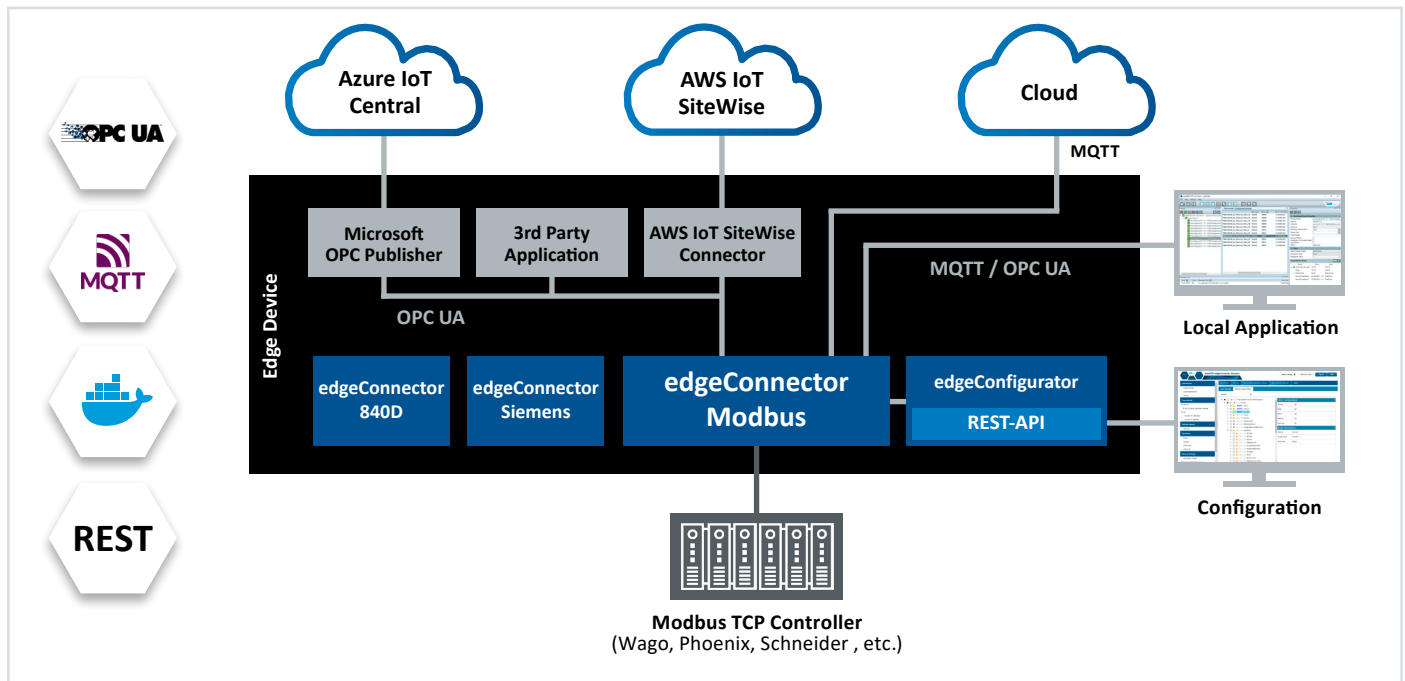 Azure IoT
Central
AWS IoT
SiteWise
Cloud
MQTT
OPC UA
MQTT
REST
Edge Device
Microsoft
OPC Publisher
3rd Party
Application
AWS IoT SiteWise
Connector
OPC UA
MQTT / OPC UA
edgeConnector
840D
edgeConnector
Siemens
edgeConnector
Modbus
edgeConfigurator
REST-API
Local Application
Configuration
Modbus TCP Controller
(Wago, Phoenix, Schneider , etc.)